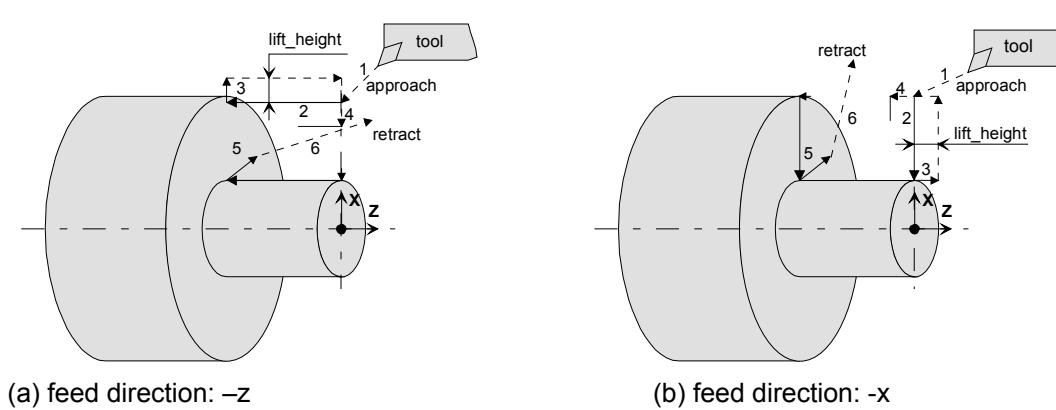 lift_height
tool
1
approach
3
2
4
retract
5
6
x
z
(a) feed direction: –z
tool
retract
1
approach
4
2
6
lift_height
5
3
x
z
(b) feed direction: -x